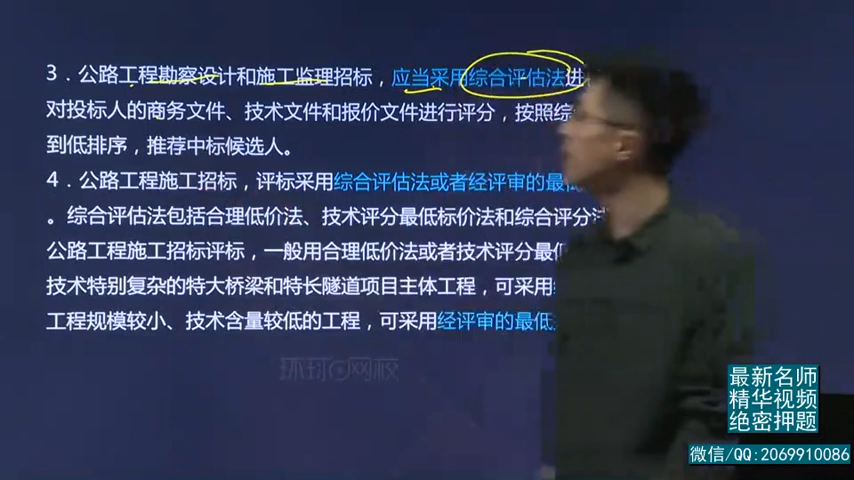 3．公路工程勘察设计和施工监理招标，应当采用综合评估法进
对投标人的商务文件、技术文件和报价文件进行评分，按照综
到低排序，推荐中标候选人。
4．公路工程施工招标，评标采用综合评估法或者经评审的最低
。综合评估法包括合理低价法、技术评分最低标价法和综合评分法
公路工程施工招标评标，一般用合理低价法或者技术评分最低
技术特别复杂的特大桥梁和特长隧道项目主体工程，可采用
工程规模较小、技术含量较低的工程，可采用经评审的最低
环球网校
最新名师
精华视频
绝密押题
微信/QQ:2069910086